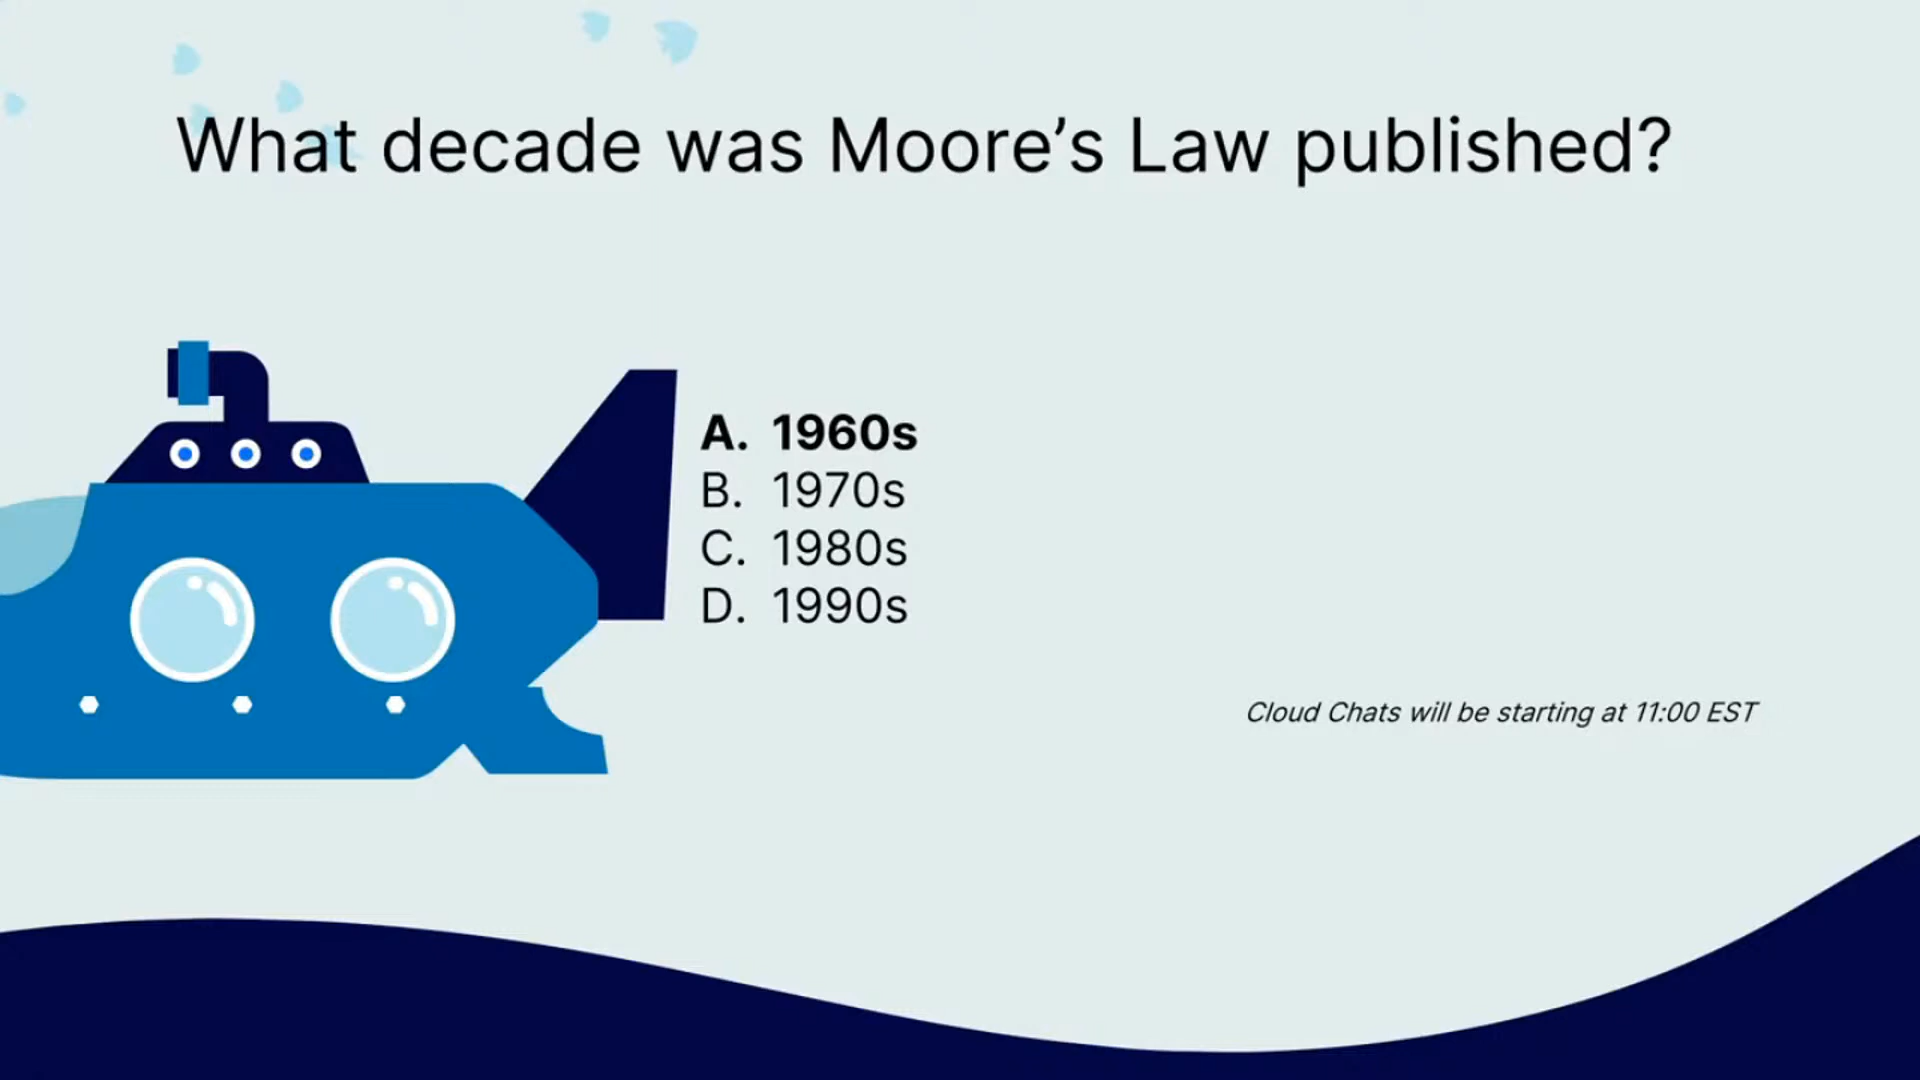 What decade was Moore’s Law published?
A. 1960s
B. 1970s
C. 1980s
D. 1990s
Cloud Chats will be starting at 11:00 EST